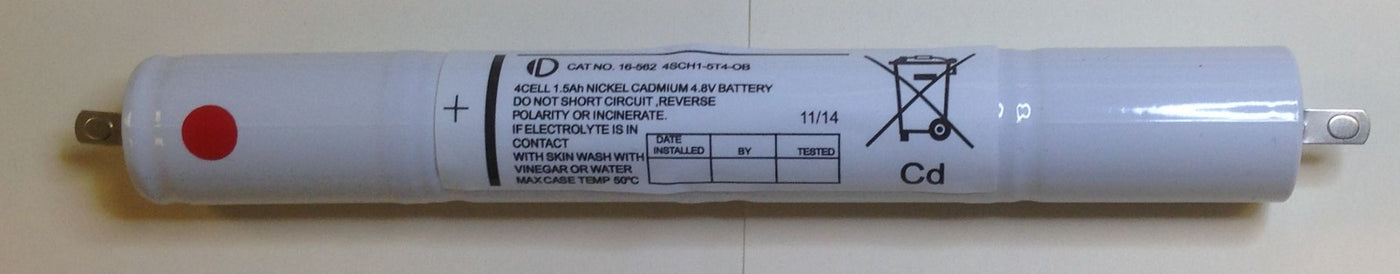 ID CAT NO. 16-562 4SCH1-5T4-OB
4CELL 1.5Ah NICKEL CADMIUM 4.8V BATTERY
DO NOT SHORT CIRCUIT ,REVERSE
POLARITY OR INCINERATE.
11/14
IF ELECTROLYTE IS IN
CONTACT
WITH SKIN WASH WITH
VINEGAR OR WATER
MAX CASE TEMP 50ºC
DATE INSTALLED BY TESTED
+
Cd